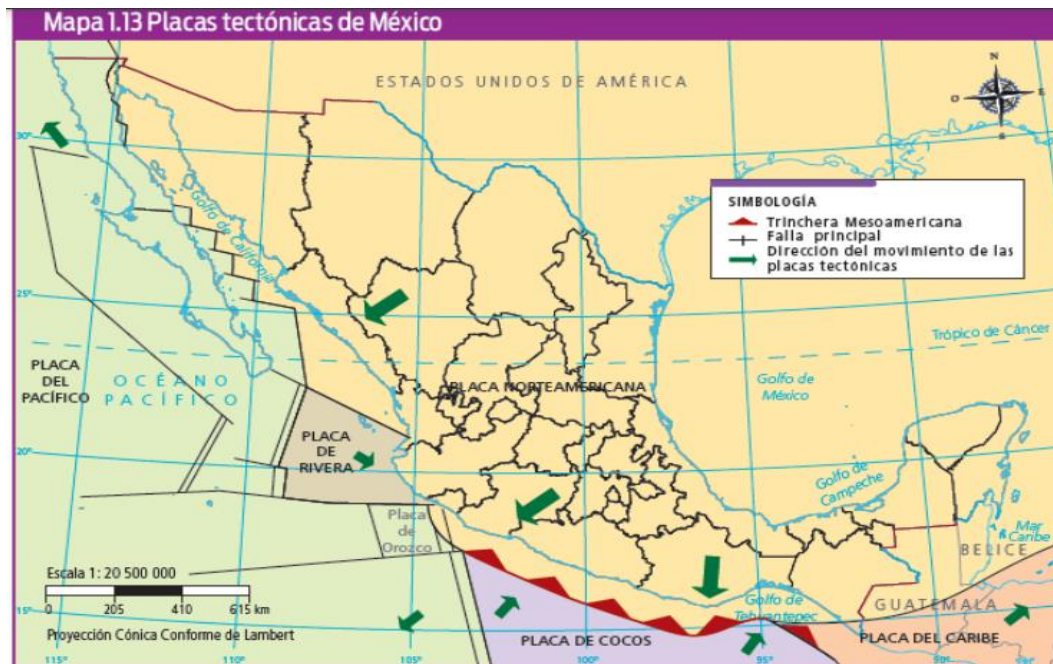 Mapa 1.13 Placas tectónicas de México
ESTADOS UNIDOS DE AMÉRICA
N
O
E
S
30°
Golfo de California
SIMBOLOGÍA
Trinchera Mesoamericana
Falla principal
Dirección del movimiento de las
placas tectónicas
25°
Trópico de Cáncer
PLACA
DEL
PACÍFICO
OCÉANO
PACÍFICO
PLACA NORTEAMERICANA
Golfo de
México
20°
PLACA
DE
RIVERA
Golfo de
Campeche
Placa
de
Orozco
Mar
Caribe
BELICE
Escala 1: 20 500 000
0 205 410 615 km
Proyección Cónica Conforme de Lambert
15°
GUATEMALA
Golfo de
Tehuantepec
PLACA DE COCOS
PLACA DEL CARIBE
115° 110° 105° 100° 95° 90°